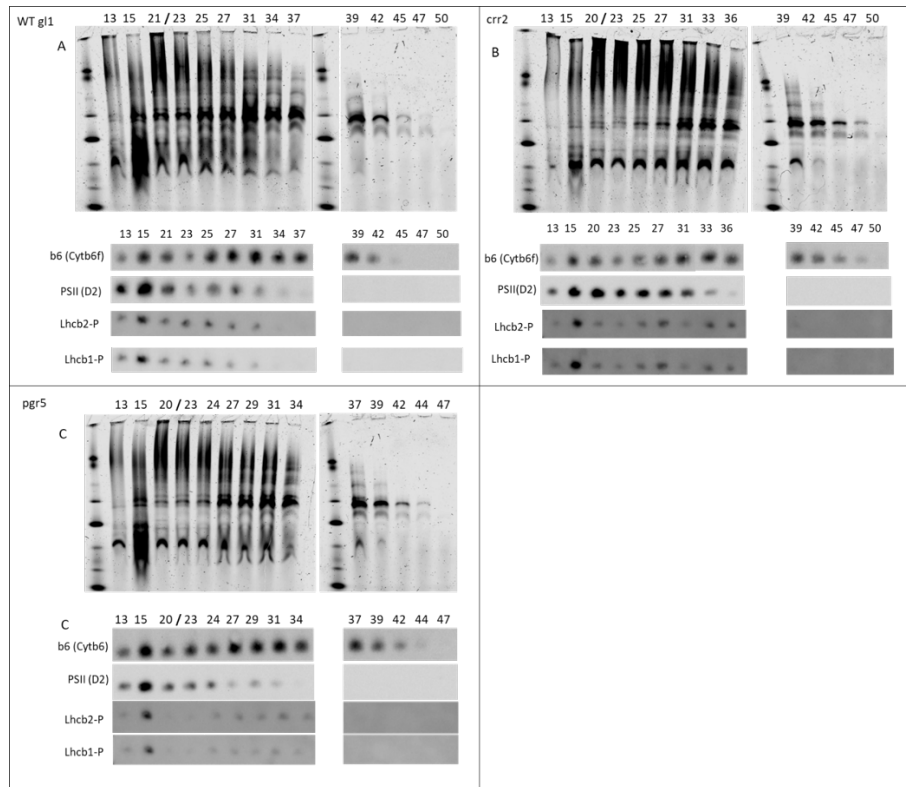 WT gl1
13 15 21 / 23 25 27 31 34 37 39 42 45 47 50
A
13 15 21 23 25 27 31 34 37 39 42 45 47 50
b6 (Cytb6f)
PSII (D2)
Lhcb2-P
Lhcb1-P
crr2
13 15 20 / 23 25 27 31 33 36 39 42 45 47 50
B
13 15 20 23 25 27 31 33 36 39 42 45 47 50
b6 (Cytb6f)
PSII(D2)
Lhcb2-P
Lhcb1-P
pgr5
13 15 20 / 23 24 27 29 31 34 37 39 42 44 47
C
C
13 15 20 / 23 24 27 29 31 34 37 39 42 44 47
b6 (Cytb6)
PSII (D2)
Lhcb2-P
Lhcb1-P